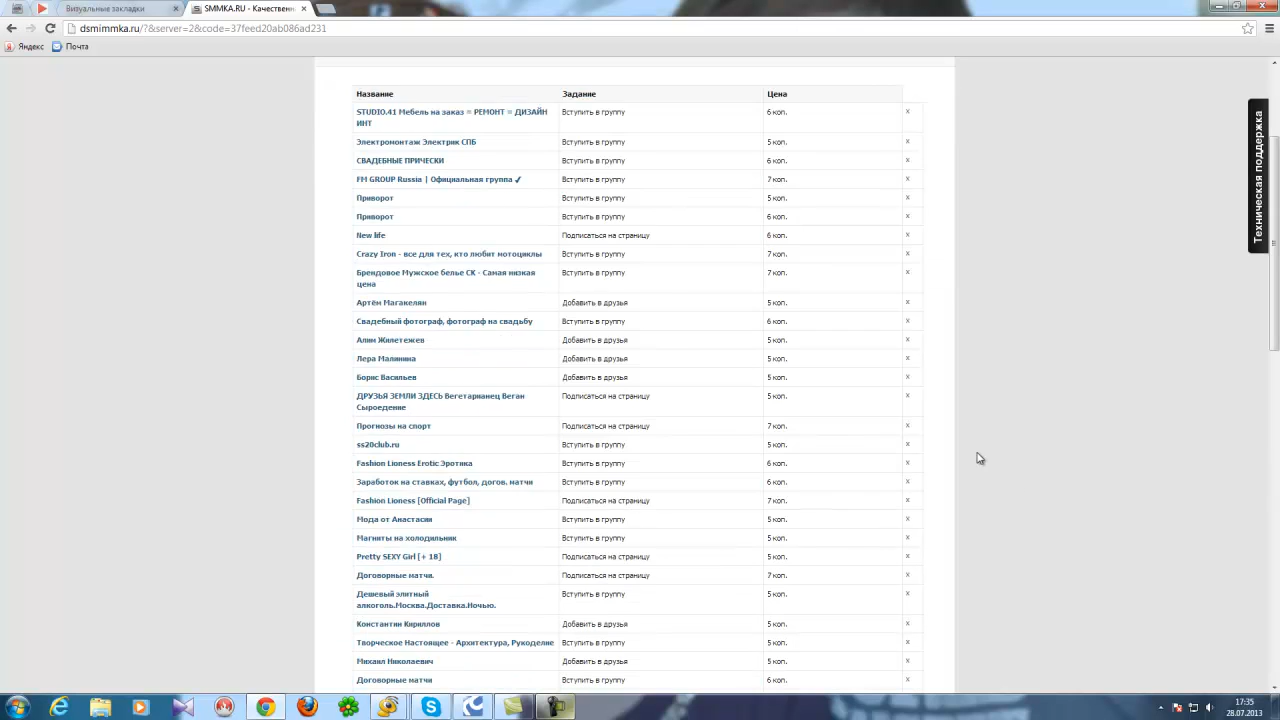 Визуальные закладки
SMMKA.RU - Качественн
dsmimmka.ru/?&server=2&code=37feed20ab086ad231
Яндекс Почта
Название Задание Цена
STUDIO.41 Мебель на заказ = РЕМОНТ = ДИЗАЙН Вступить в группу 6 коп. x
ИНТ
Электромонтаж Электрик СПБ Вступить в группу 5 коп. x
СВАДЕБНЫЕ ПРИЧЕСКИ Вступить в группу 6 коп. x
FM GROUP Russia | Официальная группа ✔ Вступить в группу 7 коп. x
Приворот Вступить в группу 5 коп. x
Приворот Вступить в группу 6 коп. x
New life Подписаться на страницу 6 коп. x
Crazy Iron - все для тех, кто любит мотоциклы Вступить в группу 7 коп. x
Брендовое Мужское белье СК - Самая низкая Вступить в группу 7 коп. x
цена
Артём Магакелян Добавить в друзья 5 коп. x
Свадебный фотограф, фотограф на свадьбу Вступить в группу 6 коп. x
Алим Жилетежев Добавить в друзья 5 коп. x
Лера Малинина Добавить в друзья 5 коп. x
Борис Васильев Добавить в друзья 5 коп. x
ДРУЗЬЯ ЗЕМЛИ ЗДЕСЬ Вегетарианец Веган Подписаться на страницу 5 коп. x
Сыроедение
Прогнозы на спорт Подписаться на страницу 7 коп. x
ss20club.ru Вступить в группу 5 коп. x
Fashion Lioness Erotic Эротика Вступить в группу 6 коп. x
Заработок на ставках, футбол, догов. матчи Вступить в группу 6 коп. x
Fashion Lioness [Official Page] Подписаться на страницу 7 коп. x
Мода от Анастасии Вступить в группу 5 коп. x
Магниты на холодильник Вступить в группу 5 коп. x
Pretty SEXY Girl [+ 18] Подписаться на страницу 5 коп. x
Договорные матчи. Подписаться на страницу 7 коп. x
Дешевый элитный Вступить в группу 5 коп. x
алкоголь.Москва.Доставка.Ночью.
Константин Кириллов Добавить в друзья 5 коп. x
Творческое Настоящее - Архитектура, Рукоделие Вступить в группу 5 коп. x
Михаил Николаевич Добавить в друзья 5 коп. x
Договорные матчи Вступить в группу 6 коп. x
Техническая поддержка
17:35
28.07.2013